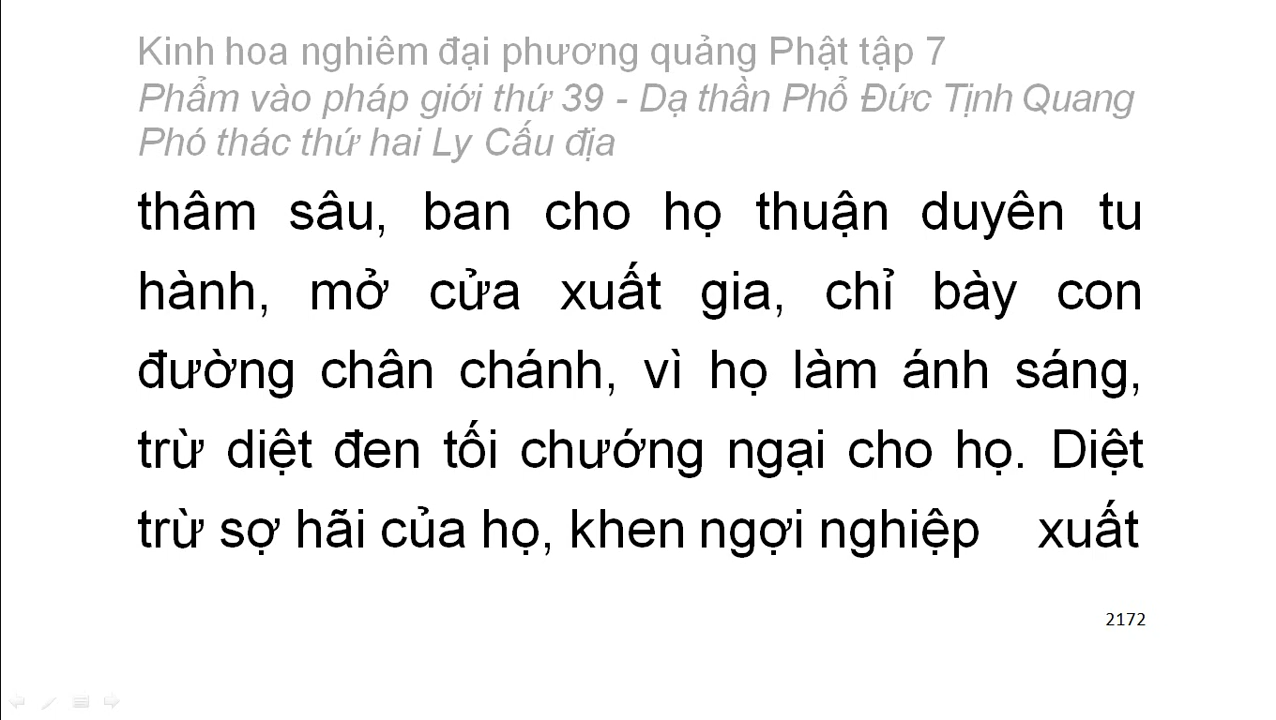 Kinh hoa nghiêm đại phương quảng Phật tập 7
Phẩm vào pháp giới thứ 39 - Dạ thần Phổ Đức Tịnh Quang
Phó thác thứ hai Ly Cấu địa
thâm sâu, ban cho họ thuận duyên tu
hành, mở cửa xuất gia, chỉ bày con
đường chân chánh, vì họ làm ánh sáng,
trừ diệt đen tối chướng ngại cho họ. Diệt
trừ sợ hãi của họ, khen ngợi nghiệp xuất
2172